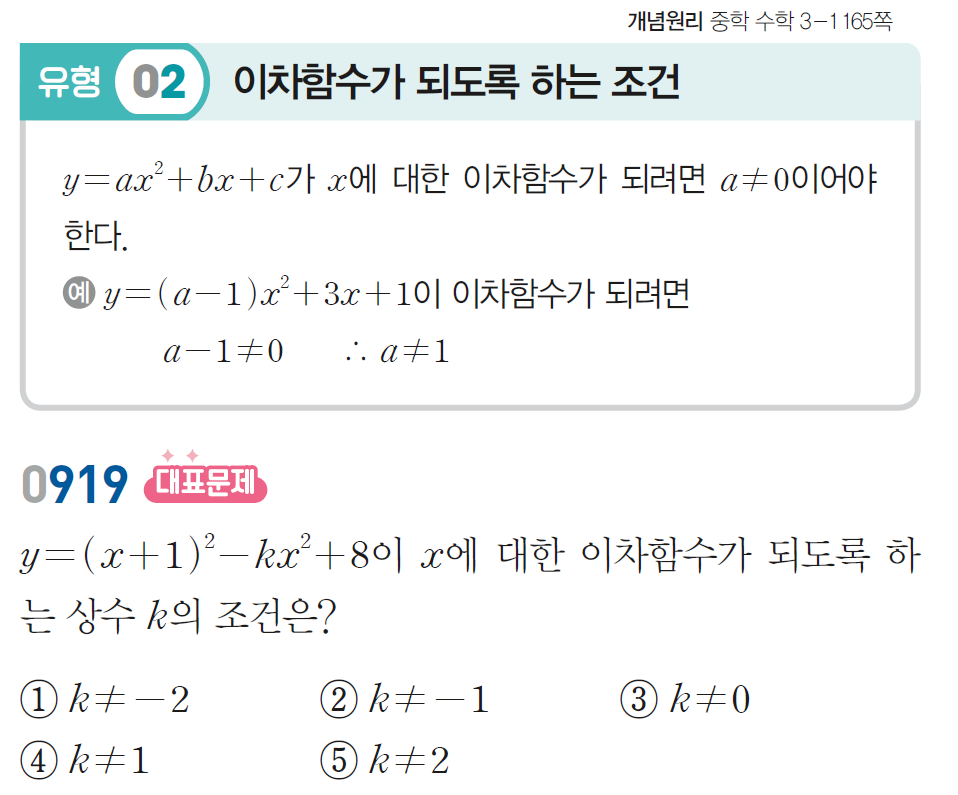 개념원리 중학 수학 3-1 165쪽
유형 02 이차함수가 되도록 하는 조건
y=ax²+bx+c가 x에 대한 이차함수가 되려면 a≠0이어야
한다.
예 y=(a-1)x²+3x+1이 이차함수가 되려면
a-1≠0 ∴ a≠1
0919 대표문제
y=(x+1)²-kx²+8이 x에 대한 이차함수가 되도록 하
는 상수 k의 조건은?
① k≠-2 ② k≠-1 ③ k≠0
④ k≠1 ⑤ k≠2